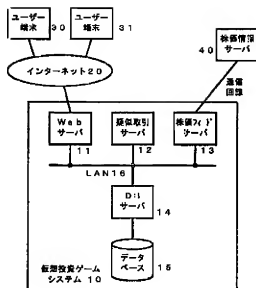 ユーザー
端末
30
ユーザー
端末
31
株価情報
サーバ
40
インターネット20
通信
回線
Web
サーバ
11
疑似取引
サーバ
12
株価フィード
サーバ
13
LAN16
DB
サーバ
14
データ
ベース
15
仮想投資ゲーム
システム 10